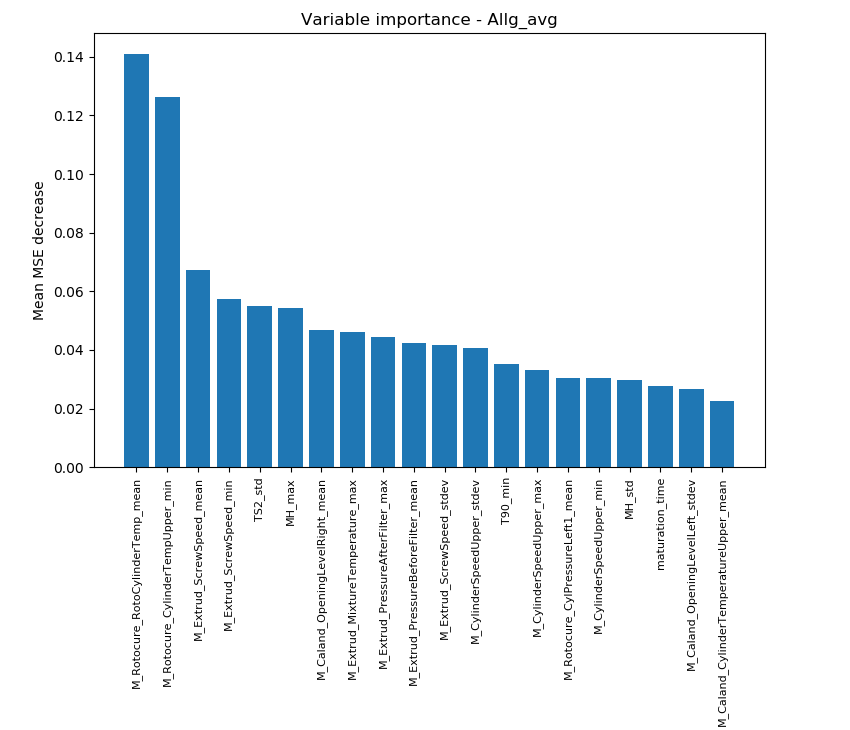 Variable importance - Allg_avg
Mean MSE decrease
0.14
0.12
0.10
0.08
0.06
0.04
0.02
0.00
M_Rotocure_RotoCylinderTemp_mean
M_Rotocure_CylinderTempUpper_min
M_Extrud_ScrewSpeed_mean
M_Extrud_ScrewSpeed_min
TS2_std
MH_max
M_Caland_OpeningLevelRight_mean
M_Extrud_MixtureTemperature_max
M_Extrud_PressureAfterFilter_max
M_Extrud_PressureBeforeFilter_mean
M_Extrud_ScrewSpeed_stdev
M_CylinderSpeedUpper_stdev
T90_min
M_CylinderSpeedUpper_max
M_Rotocure_CylPressureLeft1_mean
M_CylinderSpeedUpper_min
MH_std
maturation_time
M_Caland_OpeningLevelLeft_stdev
M_Caland_CylinderTemperatureUpper_mean